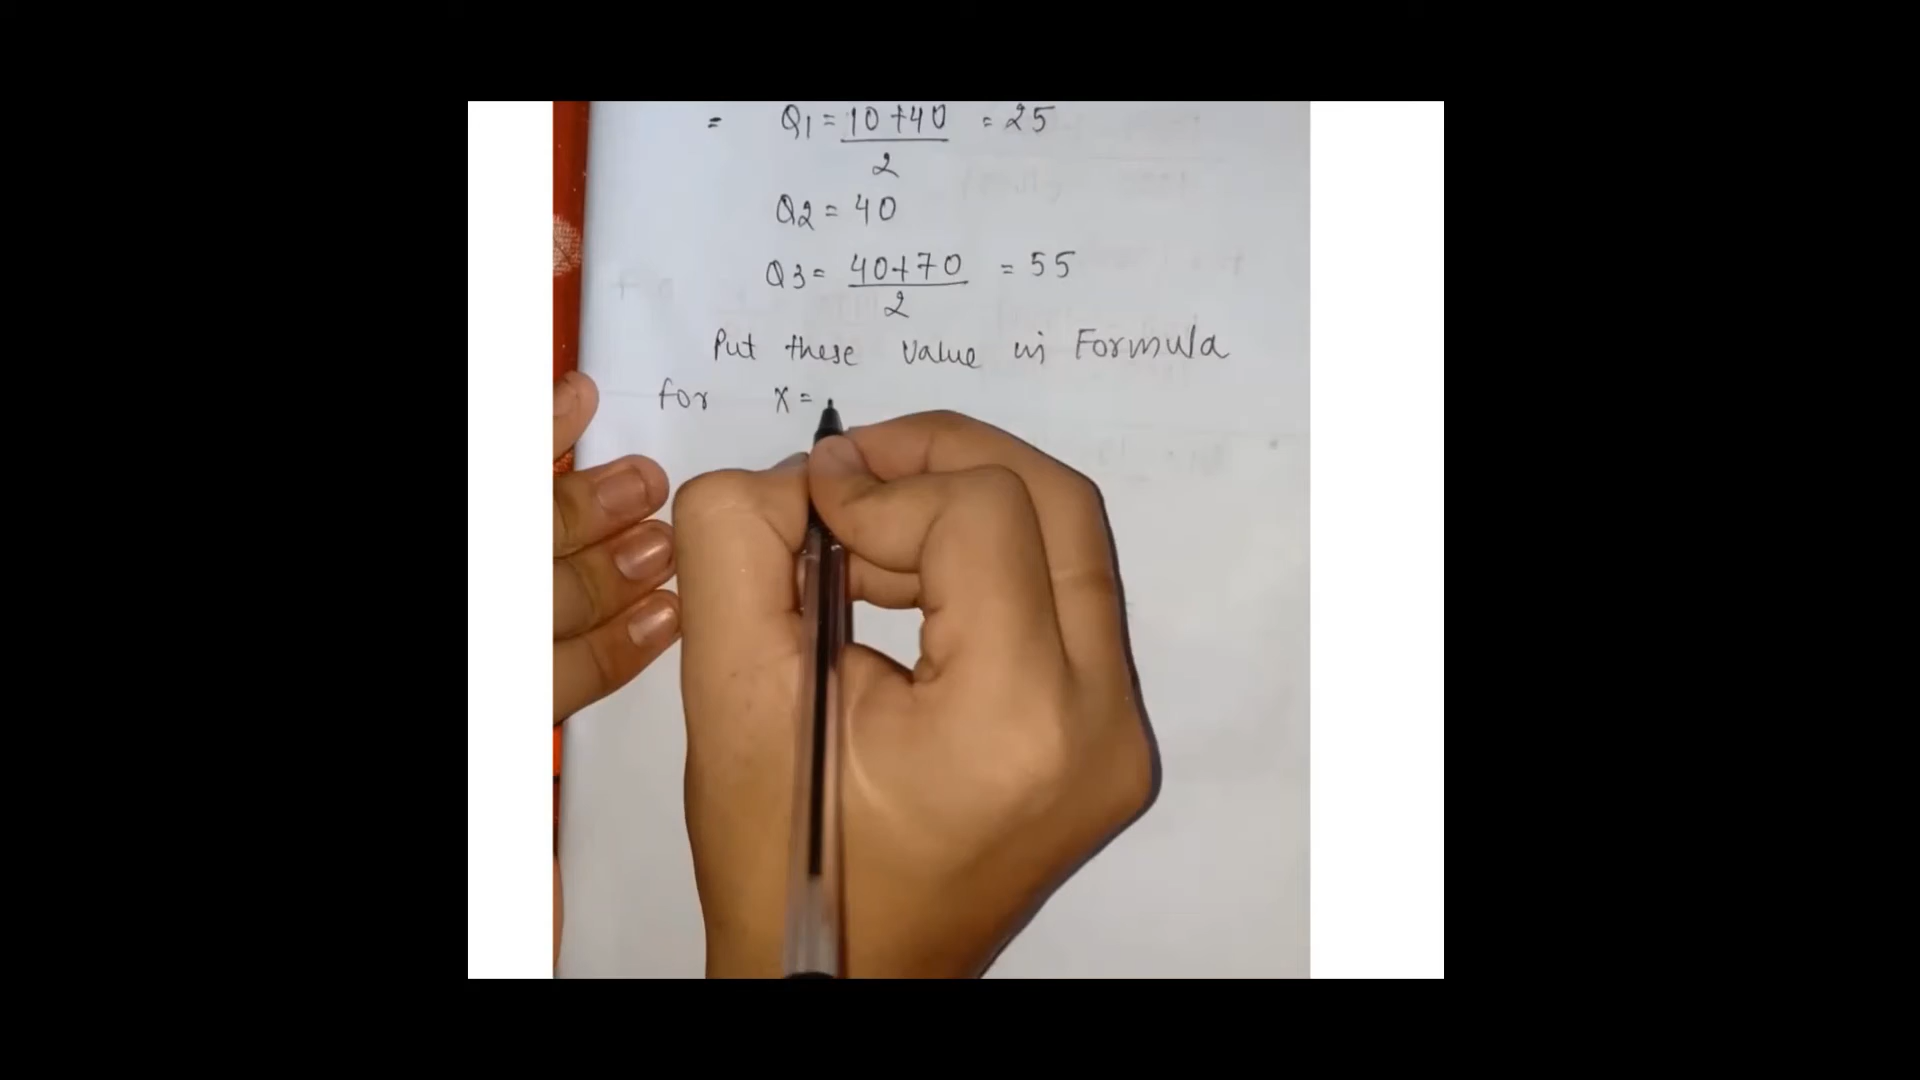 = Q1 = 10+40 / 2 = 25
Q2 = 40
Q3 = 40+70 / 2 = 55
Put these value in Formula
for X =